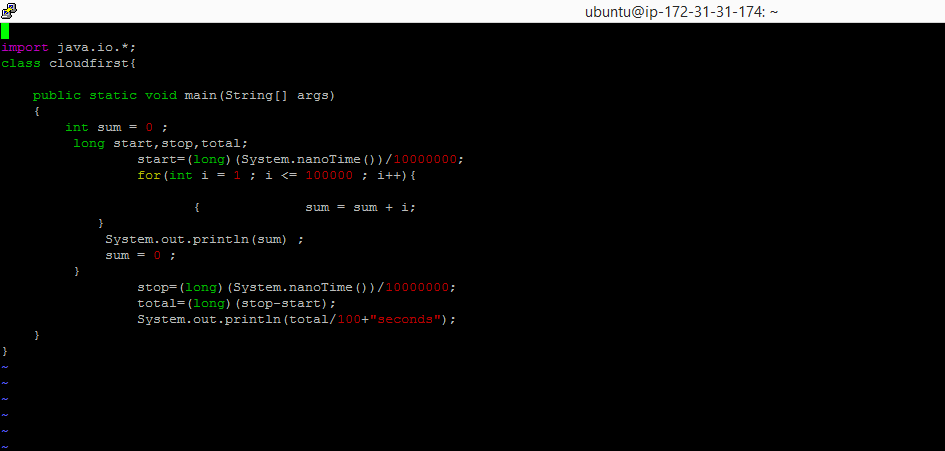 ubuntu@ip-172-31-31-174: ~
import java.io.*;
class cloudfirst{
public static void main(String[] args)
{
int sum = 0 ;
long start,stop,total;
start=(long)(System.nanoTime())/10000000;
for(int i = 1 ; i <= 100000 ; i++){
{ sum = sum + i;
}
System.out.println(sum) ;
sum = 0 ;
}
stop=(long)(System.nanoTime())/10000000;
total=(long)(stop-start);
System.out.println(total/100+"seconds");
}
}
~
~
~
~
~
~